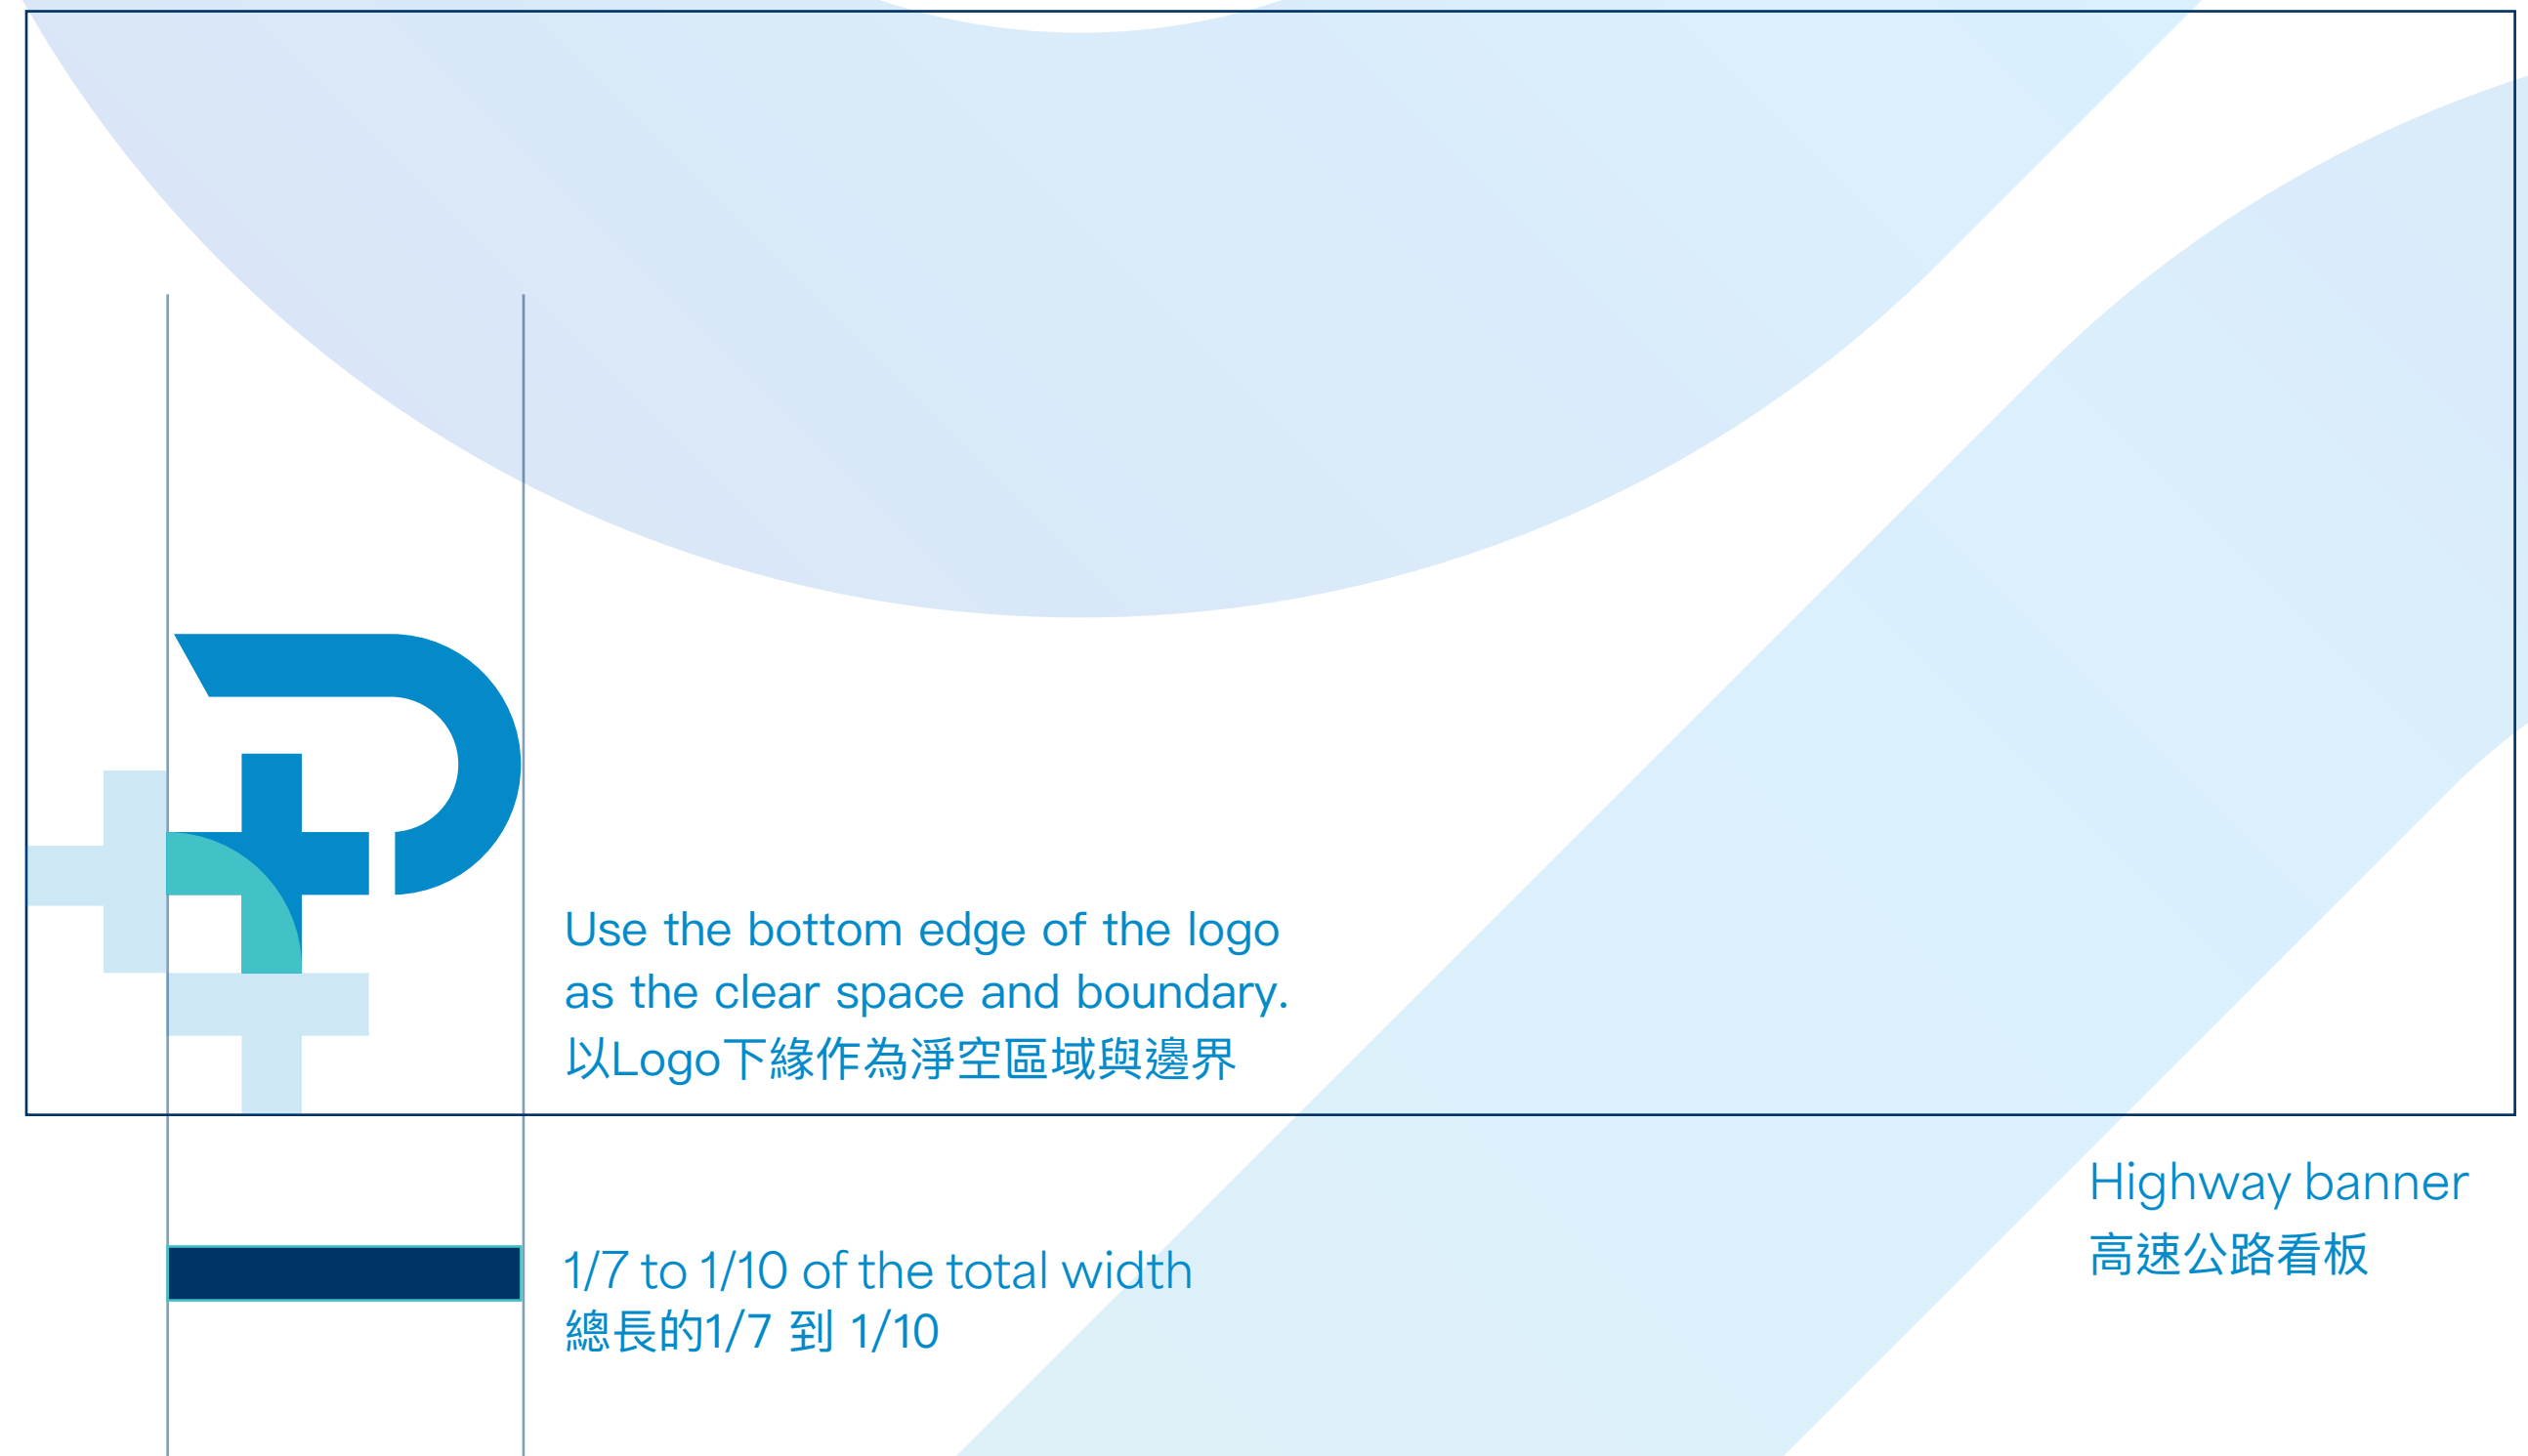 Use the bottom edge of the logo
as the clear space and boundary.
以Logo下緣作為淨空區域與邊界
Highway banner
高速公路看板
1/7 to 1/10 of the total width
總長的1/7 到 1/10